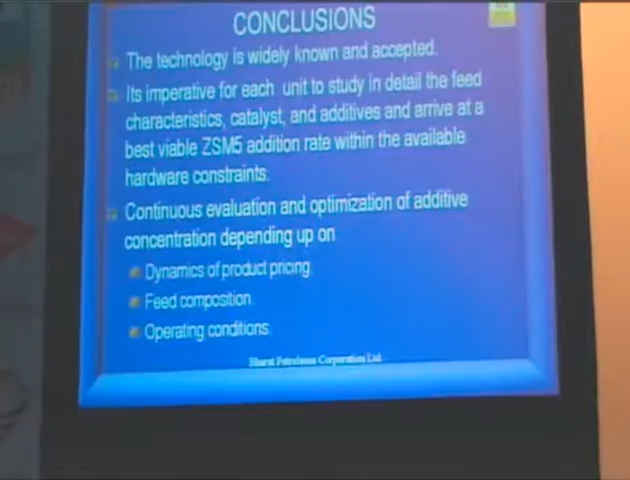 CONCLUSIONS
The technology is widely known and accepted.
Its imperative for each unit to study in detail the feed
characteristics, catalyst, and additives and arrive at a
best viable ZSM5 addition rate within the available
hardware constraints.
Continuous evaluation and optimization of additive
concentration depending up on
Dynamics of product pricing
Feed composition.
Operating conditions.
Bharat Petroleum Corporation Ltd